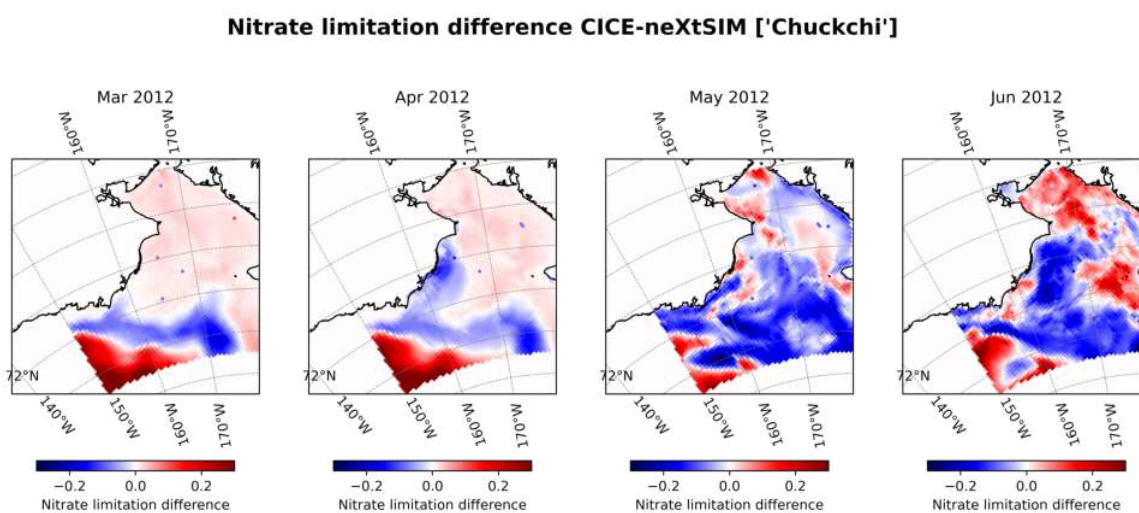 Nitrate limitation difference CICE-neXtSIM ['Chuckchi']
Mar 2012 Apr 2012 May 2012 Jun 2012
160°W 170°W 160°W 170°W 160°W 170°W 160°W 170°W
72°N 72°N 72°N 72°N
140°W 150°W 160°W 170°W 140°W 150°W 160°W 170°W 140°W 150°W 160°W 170°W 140°W 150°W 160°W 170°W
−0.2 0.0 0.2 −0.2 0.0 0.2 −0.2 0.0 0.2 −0.2 0.0 0.2
Nitrate limitation difference Nitrate limitation difference Nitrate limitation difference Nitrate limitation difference